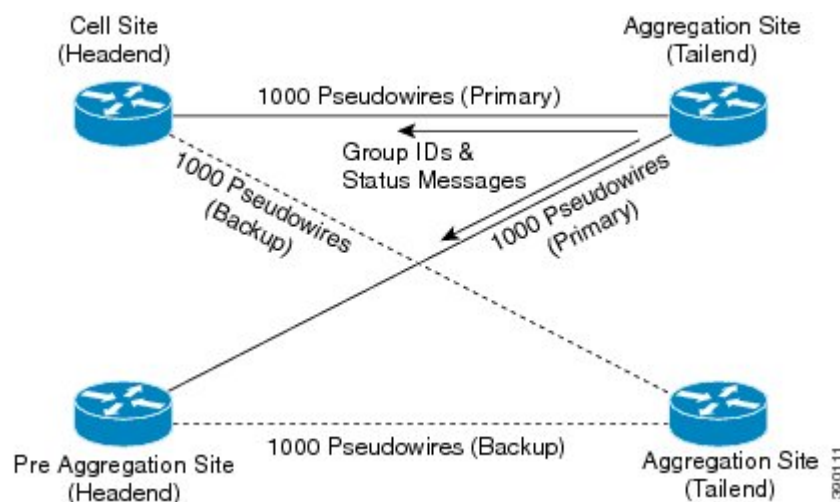 Cell Site
(Headend)
Aggregation Site
(Tailend)
1000 Pseudowires (Primary)
Group IDs &
Status Messages
1000 Pseudowires
(Backup)
1000 Pseudowires
(Primary)
1000 Pseudowires (Backup)
Pre Aggregation Site
(Headend)
Aggregation Site
(Tailend)